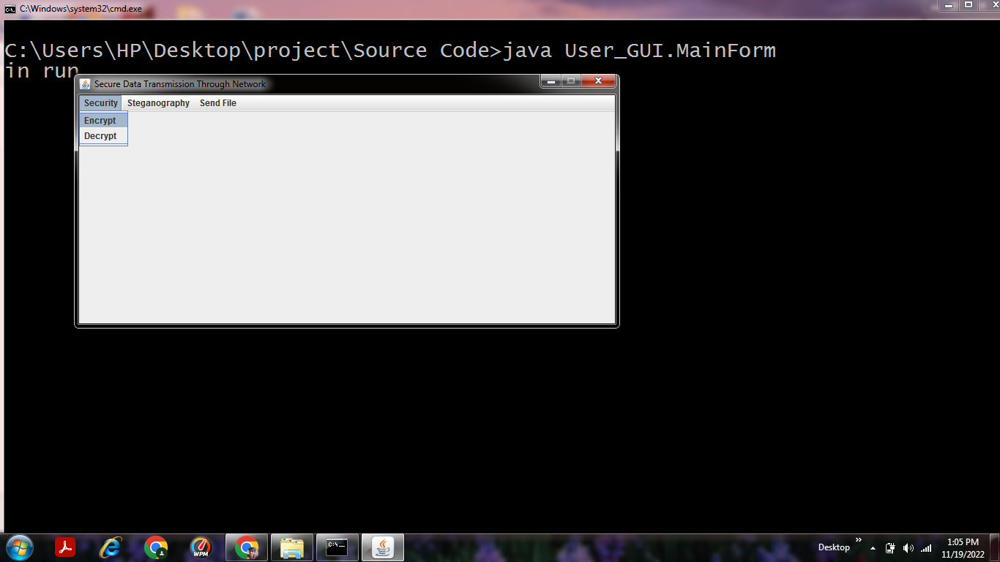 C:\Windows\system32\cmd.exe
C:\Users\HP\Desktop\project\Source Code>java User_GUI.MainForm
in run
Secure Data Transmission Through Network
Security Steganography Send File
Encrypt
Decrypt
C:\_
WPM
Desktop
1:05 PM
11/19/2022